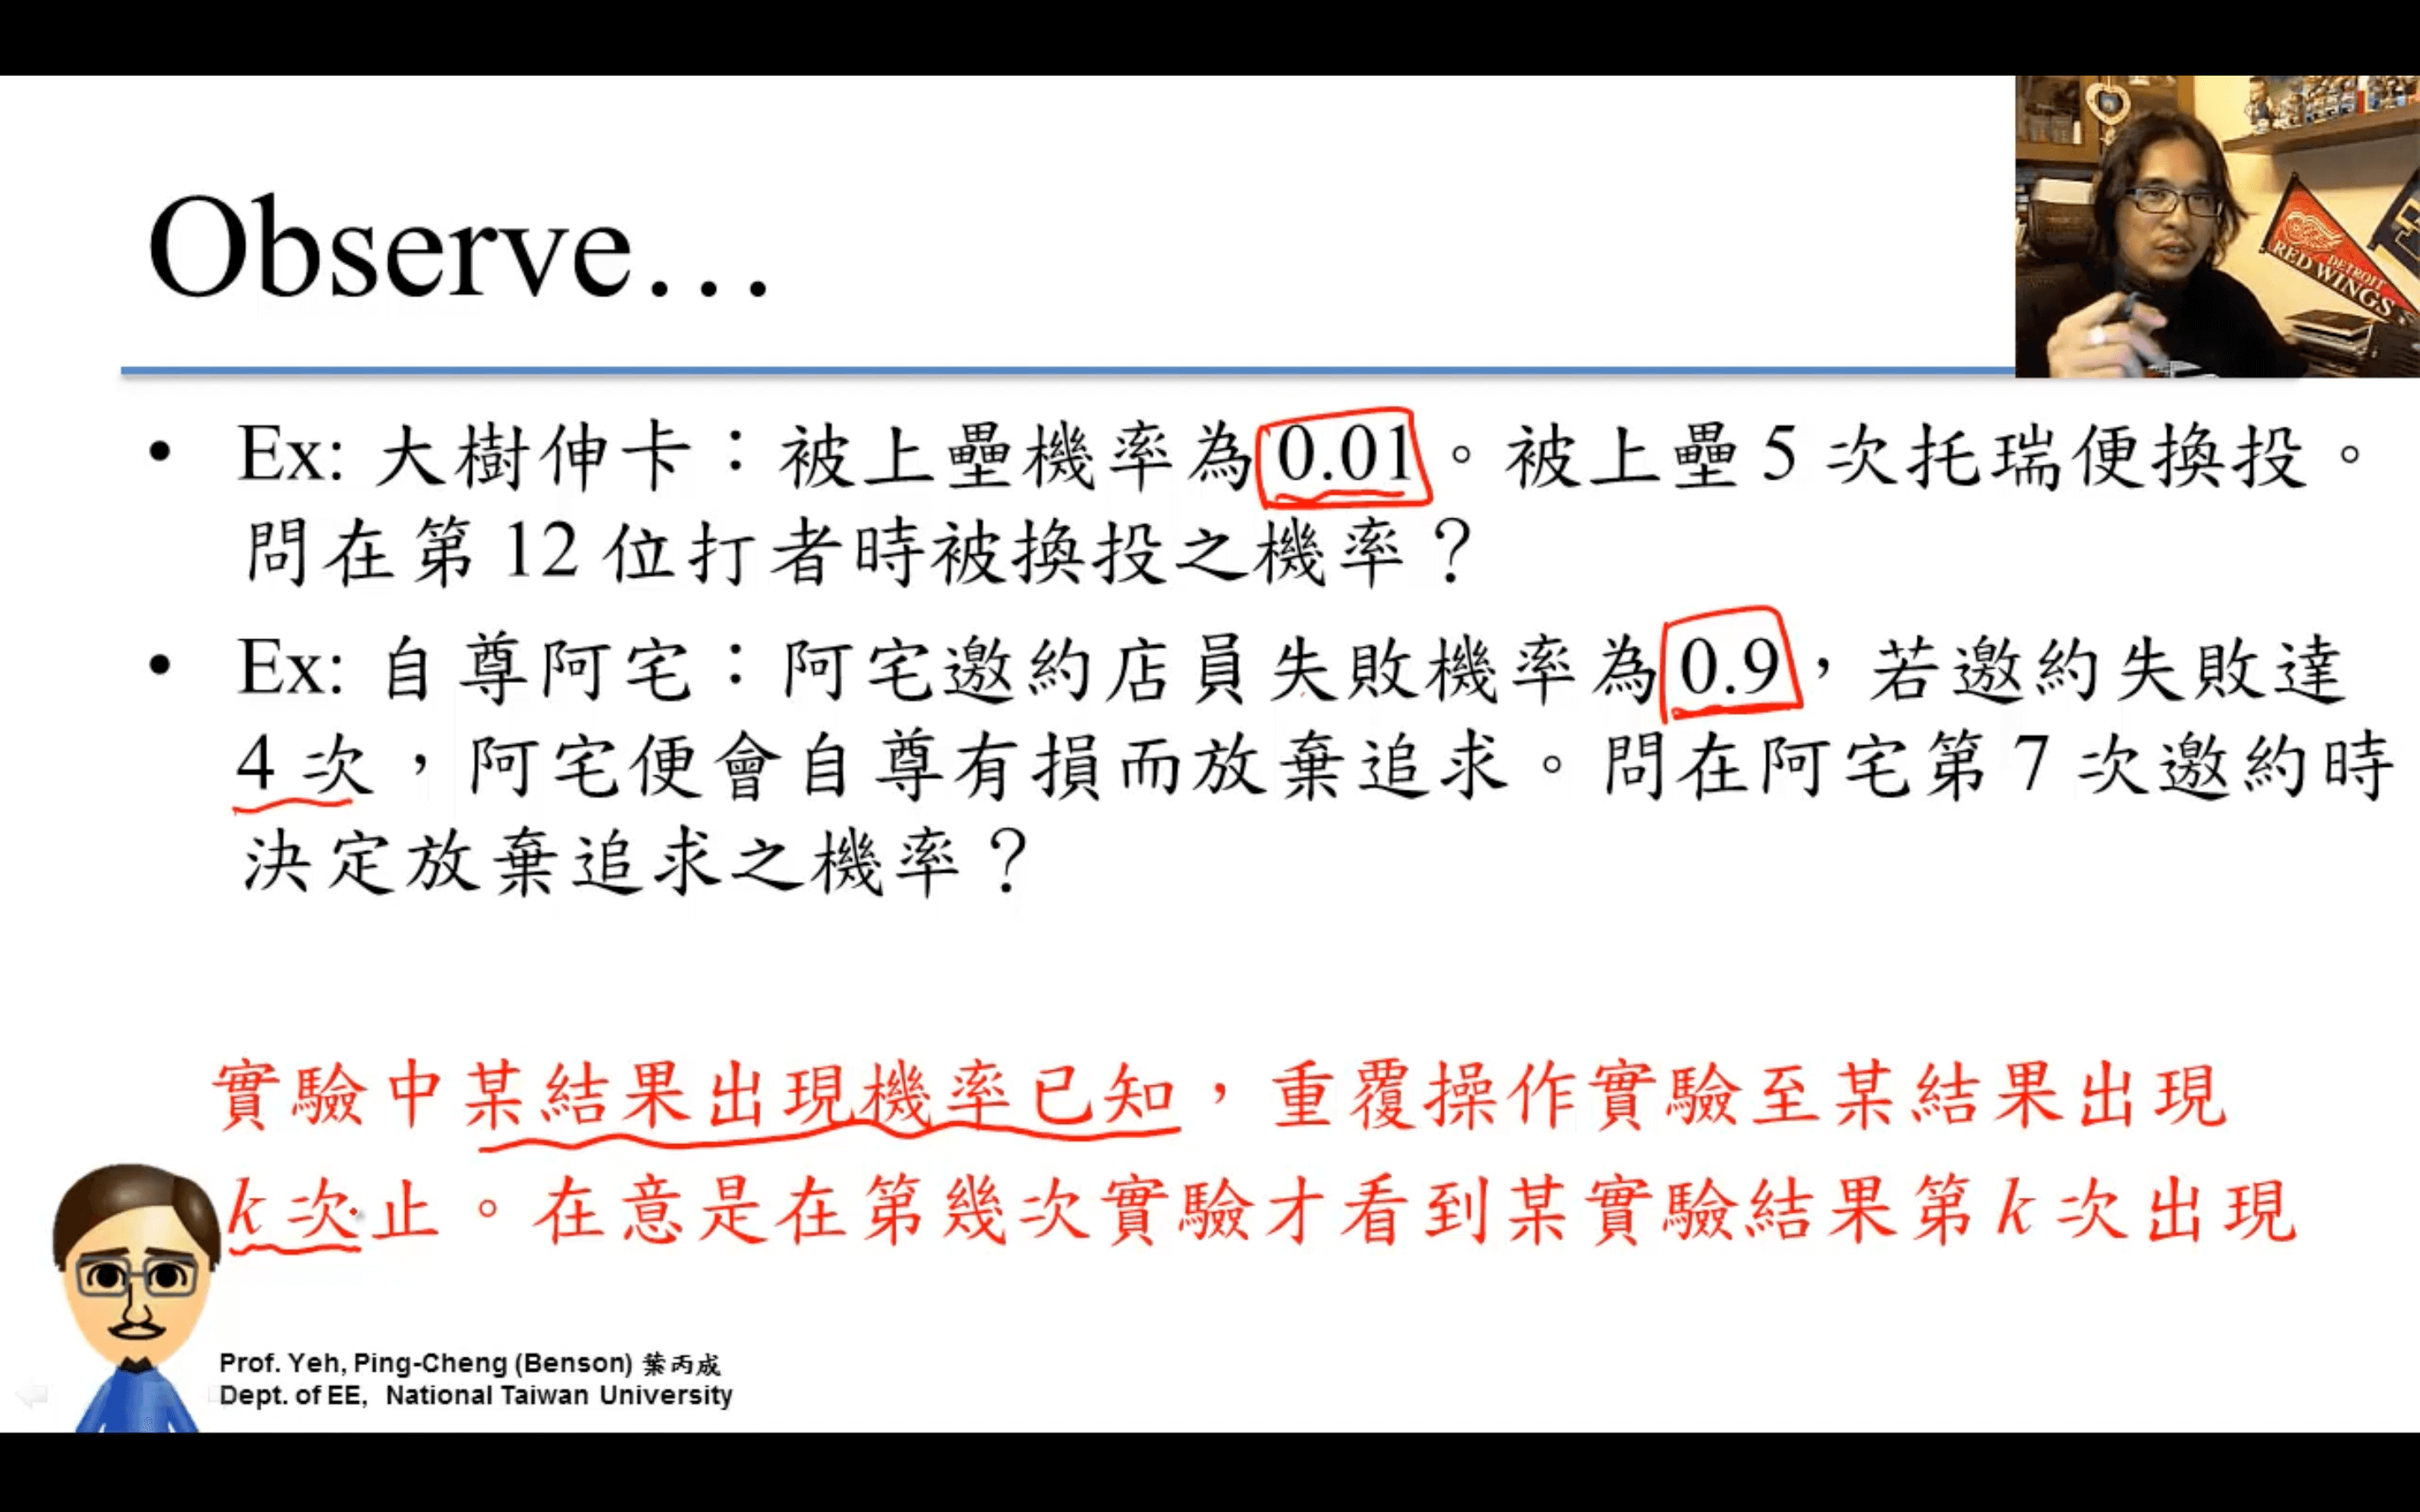 Observe…
DETROIT
RED WINGS
• Ex: 大樹伸卡：被上壘機率為 0.01。被上壘 5 次托瑞便換投。
問在第 12 位打者時被換投之機率？
• Ex: 自尊阿宅：阿宅邀約店員失敗機率為 0.9，若邀約失敗達
4 次，阿宅便會自尊有損而放棄追求。問在阿宅第 7 次邀約時
決定放棄追求之機率？
實驗中某結果出現機率已知，重覆操作實驗至某結果出現
k 次止。在意是在第幾次實驗才看到某實驗結果第 k 次出現
Prof. Yeh, Ping-Cheng (Benson) 葉丙成
Dept. of EE, National Taiwan University